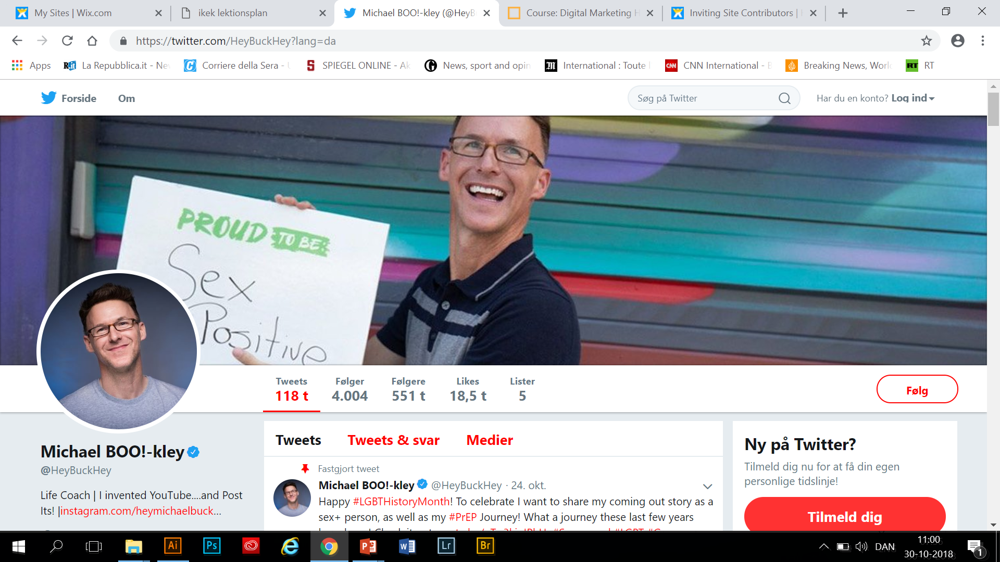 My Sites | Wix.com
ikek lektionsplan
Michael BOO!-kley (@HeyB
Course: Digital Marketing H
Inviting Site Contributors |
https://twitter.com/HeyBuckHey?lang=da
Apps
La Repubblica.it - Nev
Corriere della Sera -
SPIEGEL ONLINE - Ak
News, sport and opin
International : Toute l
CNN International - B
Breaking News, Worl
RT
Forside
Om
Søg på Twitter
Har du en konto? Log ind
PROUD TO BE
Sex
Positive
Tweets
118 t
Følger
4.004
Følgere
551 t
Likes
18,5 t
Lister
5
Følg
Michael BOO!-kley
@HeyBuckHey
Life Coach | I invented YouTube....and Post
Its! |instagram.com/heymichaelbuck...
Tweets
Tweets & svar
Medier
Fastgjort tweet
Michael BOO!-kley @HeyBuckHey · 24. okt.
Happy #LGBTHistoryMonth! To celebrate I want to share my coming out story as a
sex+ person, as well as my #PrEP Journey! What a journey these last few years
Ny på Twitter?
Tilmeld dig nu for at få din egen
personlige tidslinje!
Tilmeld dig
DAN
11:00
30-10-2018
1